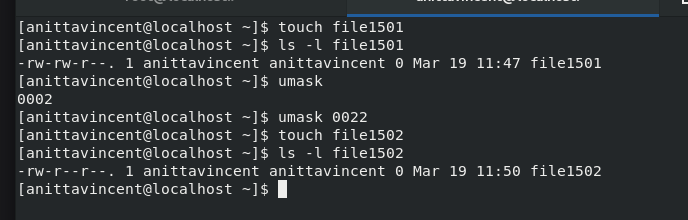 [anittavincent@localhost ~]$ touch file1501
[anittavincent@localhost ~]$ ls -l file1501
-rw-rw-r--. 1 anittavincent anittavincent 0 Mar 19 11:47 file1501
[anittavincent@localhost ~]$ umask
0002
[anittavincent@localhost ~]$ umask 0022
[anittavincent@localhost ~]$ touch file1502
[anittavincent@localhost ~]$ ls -l file1502
-rw-r--r--. 1 anittavincent anittavincent 0 Mar 19 11:50 file1502
[anittavincent@localhost ~]$